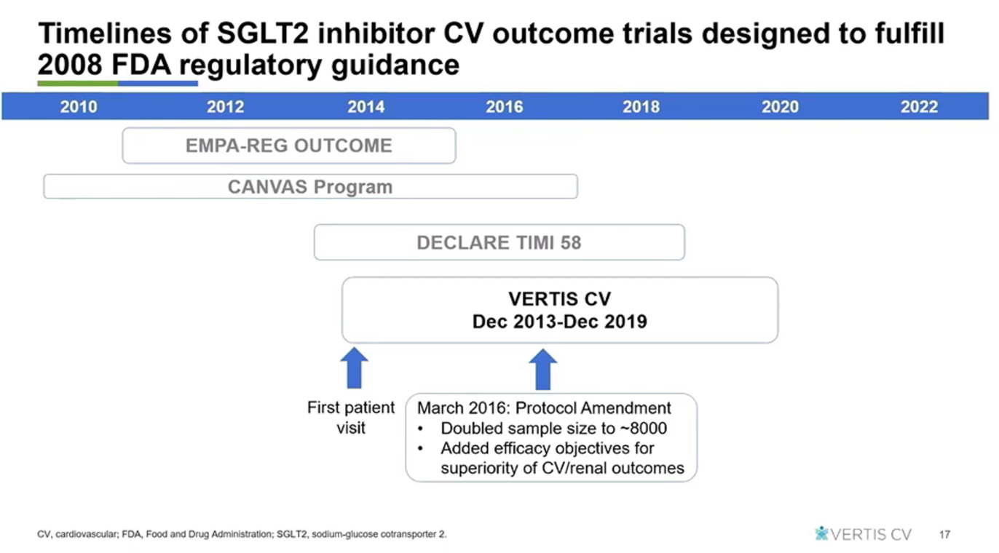 Timelines of SGLT2 inhibitor CV outcome trials designed to fulfill
2008 FDA regulatory guidance
2010 2012 2014 2016 2018 2020 2022
EMPA-REG OUTCOME
CANVAS Program
DECLARE TIMI 58
VERTIS CV
Dec 2013-Dec 2019
First patient
visit
March 2016: Protocol Amendment
• Doubled sample size to ~8000
• Added efficacy objectives for
superiority of CV/renal outcomes
CV, cardiovascular; FDA, Food and Drug Administration; SGLT2, sodium-glucose cotransporter 2.
VERTIS CV 17